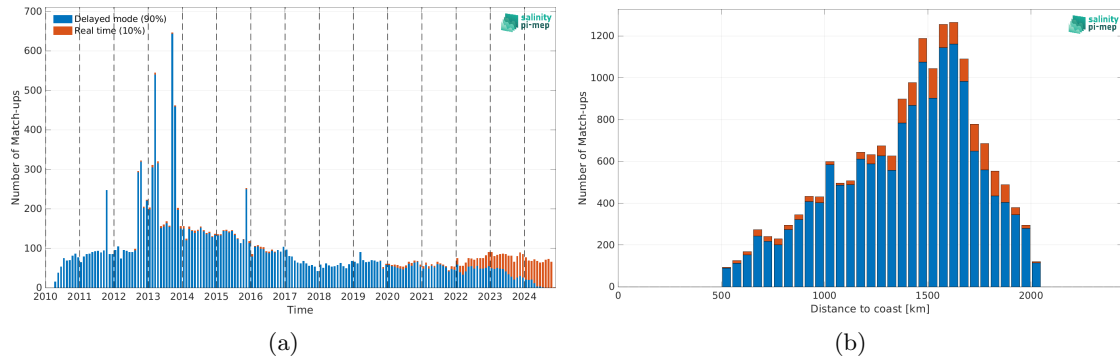 Delayed mode (90%)
Real time (10%)
salinity
pi-mep
Number of Match-ups
700
600
500
400
300
200
100
0
2010 2011 2012 2013 2014 2015 2016 2017 2018 2019 2020 2021 2022 2023 2024
Time
(a)
salinity
pi-mep
Number of Match-ups
1200
1000
800
600
400
200
0
0 500 1000 1500 2000
Distance to coast [km]
(b)